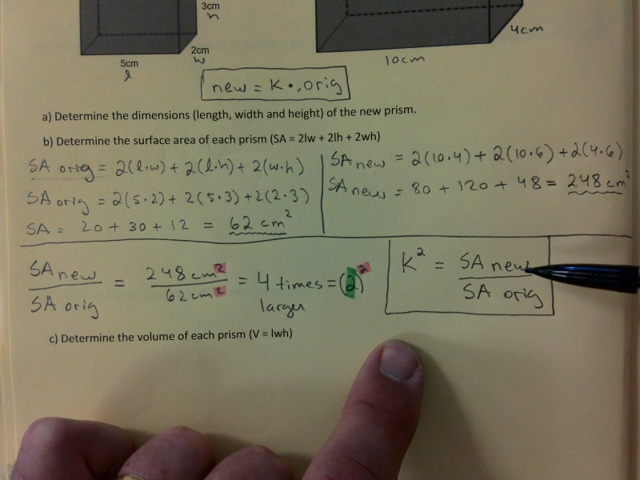 3cm
h
5cm
l
2cm
w
10cm
4cm
new = K • orig
a) Determine the dimensions (length, width and height) of the new prism.
b) Determine the surface area of each prism (SA = 2lw + 2lh + 2wh)
SA orig = 2(l·w) + 2(l·h) + 2(w·h)
SA orig = 2(5·2) + 2(5·3) + 2(2·3)
SA = 20 + 30 + 12 = 62 cm²
SA new = 2(10·4) + 2(10·6) + 2(4·6)
SA new = 80 + 120 + 48 = 248 cm²
SA new / SA orig = 248 cm² / 62 cm² = 4 times larger = (2)²
K² = SA new / SA orig
c) Determine the volume of each prism (V = lwh)